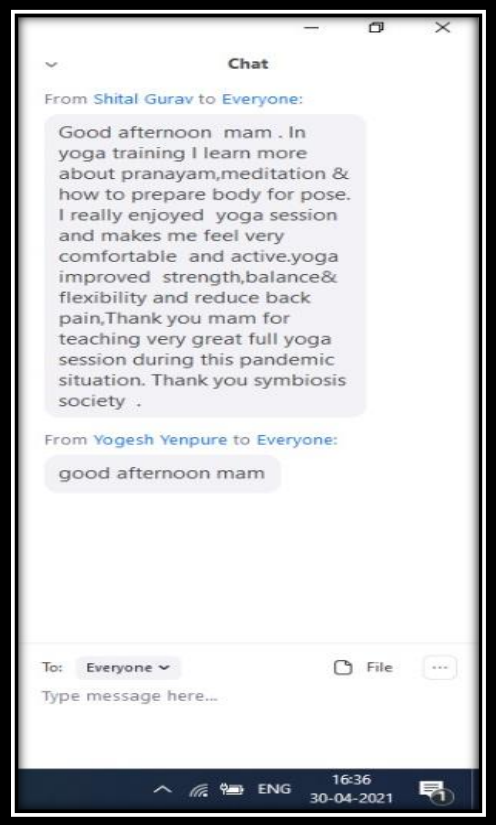 Chat
From Shital Gurav to Everyone:
Good afternoon mam . In
yoga training I learn more
about pranayam,meditation &
how to prepare body for pose.
I really enjoyed yoga session
and makes me feel very
comfortable and active.yoga
improved strength,balance&
flexibility and reduce back
pain,Thank you mam for
teaching very great full yoga
session during this pandemic
situation. Thank you symbiosis
society .
From Yogesh Yenpure to Everyone:
good afternoon mam
To: Everyone File ...
Type message here...
ENG 16:36
30-04-2021 1